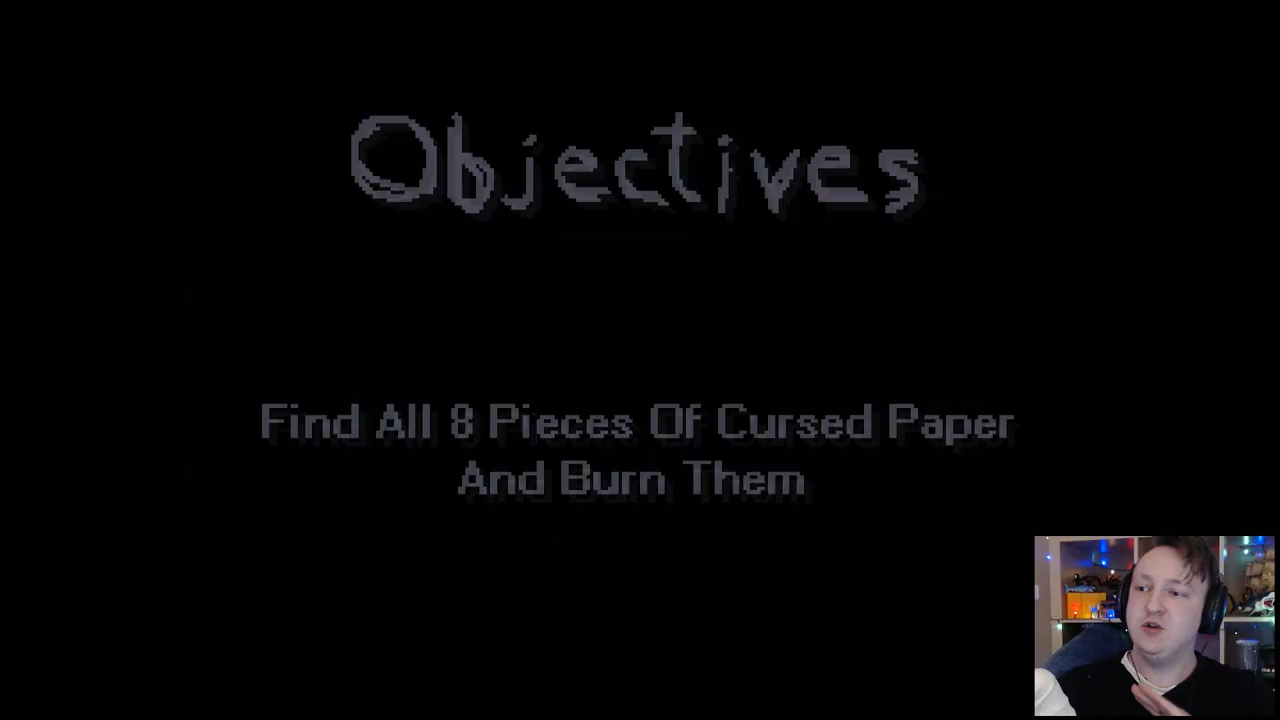 Objectives
Find All 8 Pieces Of Cursed Paper
And Burn Them